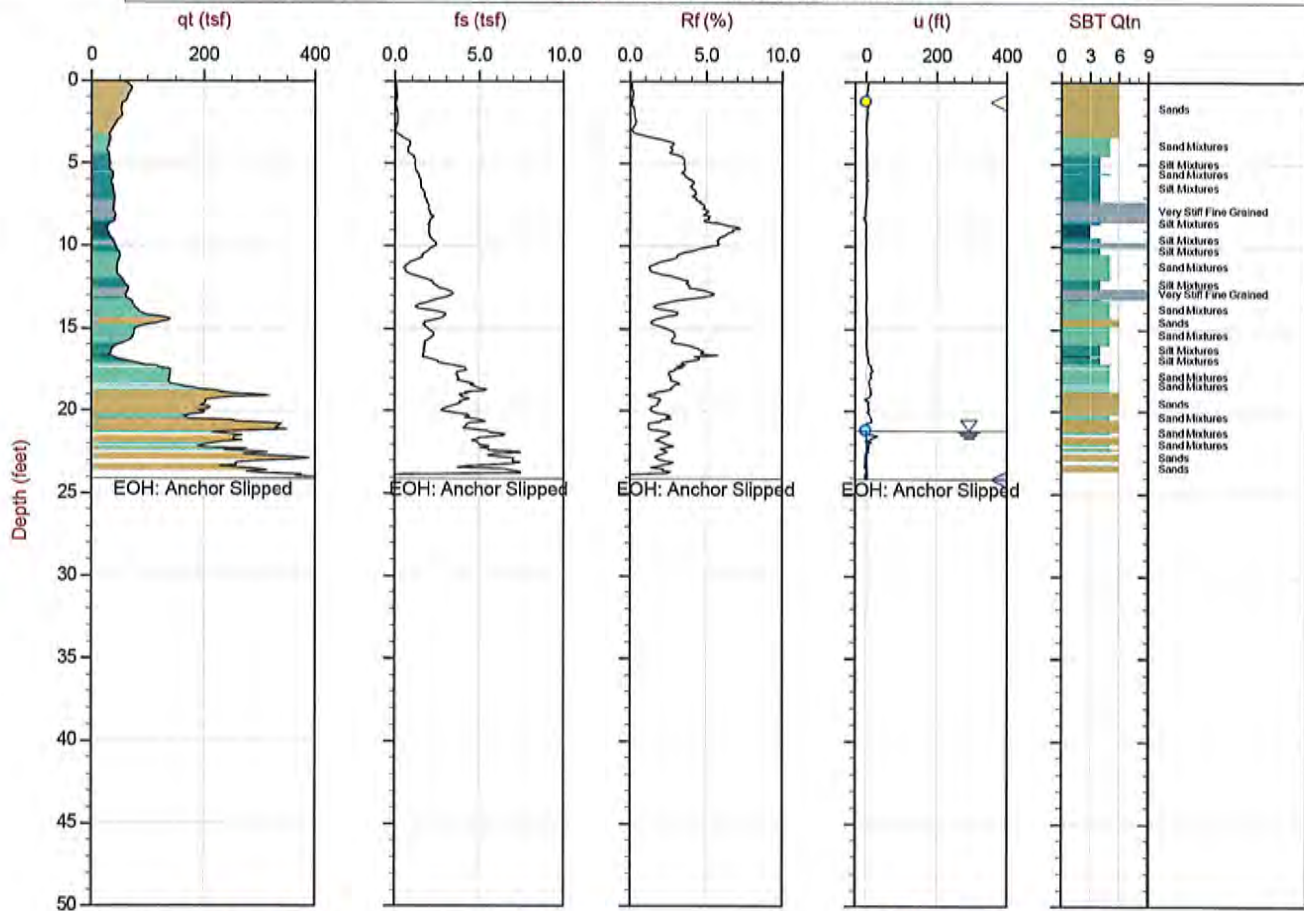 qt (tsf) fs (tsf) Rf (%) u (ft) SBT Qtn
0 200 400 0.0 5.0 10.0 0.0 5.0 10.0 0 200 400 0 3 6 9
0
5
10
15
20
25
30
35
40
45
50
Depth (feet)
Sands
Sand Mixtures
Silt Mixtures
Sand Mixtures
Silt Mixtures
Very Stiff Fine Grained
Silt Mixtures
Silt Mixtures
Silt Mixtures
Sand Mixtures
Silt Mixtures
Very Stiff Fine Grained
Sand Mixtures
Sands
Sand Mixtures
Silt Mixtures
Silt Mixtures
Sand Mixtures
Sand Mixtures
Sands
Sand Mixtures
Sand Mixtures
Sand Mixtures
Sands
Sands
EOH: Anchor Slipped EOH: Anchor Slipped EOH: Anchor Slipped EOH: Anchor Slipped